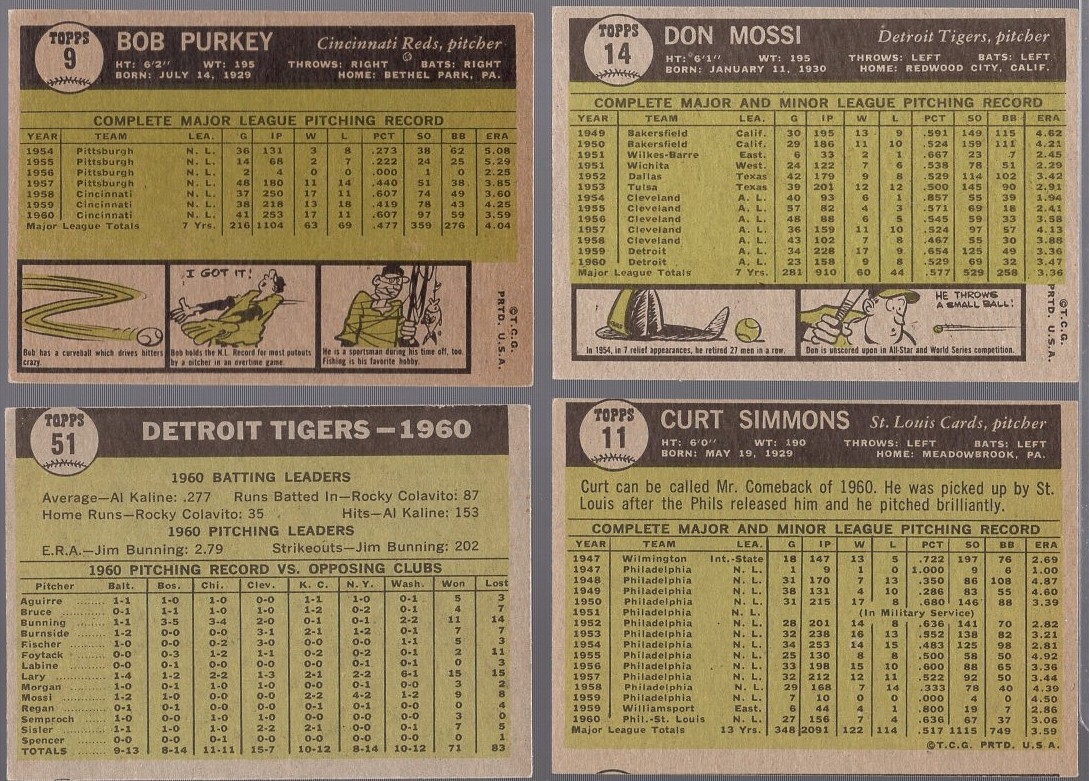 TOPPS
9
BOB PURKEY Cincinnati Reds, pitcher
HT: 6'2" WT: 195 THROWS: RIGHT BATS: RIGHT
BORN: JULY 14, 1929 HOME: BETHEL PARK, PA.
COMPLETE MAJOR LEAGUE PITCHING RECORD
YEAR TEAM LEA. G IP W L PCT SO BB ERA
1954 Pittsburgh N. L. 36 131 3 8 .273 38 62 5.08
1955 Pittsburgh N. L. 14 68 2 7 .222 24 25 5.29
1956 Pittsburgh N. L. 2 4 0 0 .000 1 0 2.25
1957 Pittsburgh N. L. 48 180 11 14 .440 51 38 3.85
1958 Cincinnati N. L. 37 250 17 11 .607 74 49 3.60
1959 Cincinnati N. L. 38 218 13 18 .419 78 43 4.25
1960 Cincinnati N. L. 41 253 17 11 .607 97 59 3.59
Major League Totals 7 Yrs. 216 1104 63 69 .477 359 276 4.04
I GOT IT!
Bob has a curveball which drives hitters crazy.
Bob holds the N.L. Record for most putouts by a pitcher in an overtime game.
He is a sportsman during his time off, too. Fishing is his favorite hobby.
©T.C.G.
PRTD. U.S.A.
TOPPS
14
DON MOSSI Detroit Tigers, pitcher
HT: 6'1" WT: 195 THROWS: LEFT BATS: LEFT
BORN: JANUARY 11, 1930 HOME: REDWOOD CITY, CALIF.
COMPLETE MAJOR AND MINOR LEAGUE PITCHING RECORD
YEAR TEAM LEA. G IP W L PCT SO BB ERA
1949 Bakersfield Calif. 30 195 13 9 .591 149 115 4.62
1950 Bakersfield Calif. 29 186 11 10 .524 159 111 4.21
1951 Wilkes-Barre East. 6 33 2 1 .667 23 7 2.45
1951 Wichita West. 24 122 7 6 .538 78 51 2.29
1952 Dallas Texas 42 179 9 8 .529 114 102 3.42
1953 Tulsa Texas 39 201 12 12 .500 145 90 2.91
1954 Cleveland A. L. 40 93 6 1 .857 55 39 1.94
1955 Cleveland A. L. 57 82 4 3 .571 69 18 2.41
1956 Cleveland A. L. 48 88 6 5 .545 59 33 3.58
1957 Cleveland A. L. 36 159 11 10 .524 97 57 4.13
1958 Cleveland A. L. 43 102 7 8 .467 55 30 3.88
1959 Detroit A. L. 34 228 17 9 .654 125 49 3.36
1960 Detroit A. L. 23 158 9 8 .529 69 32 3.47
Major League Totals 7 Yrs. 281 910 60 44 .577 529 258 3.36
In 1954, in 7 relief appearances, he retired 27 men in a row.
HE THROWS
A SMALL BALL!
Don is unscored upon in All-Star and World Series competition.
©T.C.G.
PRTD. U.S.A.
TOPPS
51
DETROIT TIGERS — 1960
1960 BATTING LEADERS
Average—Al Kaline: .277 Runs Batted In—Rocky Colavito: 87
Home Runs—Rocky Colavito: 35 Hits—Al Kaline: 153
1960 PITCHING LEADERS
E.R.A.—Jim Bunning: 2.79 Strikeouts—Jim Bunning: 202
1960 PITCHING RECORD VS. OPPOSING CLUBS
Pitcher Balt. Bos. Chi. Clev. K. C. N. Y. Wash. Won Lost
Aguirre 1-1 1-0 1-0 0-0 1-1 1-0 0-1 5 3
Bruce 0-1 1-1 1-0 1-0 1-2 0-2 0-1 4 7
Bunning 1-1 3-5 3-4 2-0 0-1 0-1 2-2 11 14
Burnside 1-2 0-0 0-0 3-1 2-1 1-2 0-1 7 7
Fischer 1-0 0-0 0-2 3-0 0-0 0-0 1-1 5 3
Foytack 0-0 0-3 1-2 1-1 0-2 0-2 0-1 2 11
Labine 0-0 0-1 0-0 0-0 0-1 0-1 0-0 0 3
Lary 1-4 1-2 2-2 1-3 2-1 2-2 6-1 15 15
Morgan 1-0 0-1 1-0 1-0 0-0 0-1 0-0 3 2
Mossi 1-2 1-0 1-0 0-0 2-2 4-2 1-2 9 8
Regan 0-1 0-1 0-1 0-0 0-1 0-0 0-0 0 4
Semproch 1-0 0-0 1-0 1-0 0-0 0-0 0-0 3 0
Sisler 1-1 1-0 1-0 2-2 2-1 0-1 0-0 7 5
Spencer 0-0 0-0 0-0 0-0 0-1 0-0 0-0 0 1
TOTALS 9-13 8-14 11-11 15-7 10-12 8-14 10-12 71 83
TOPPS
11
CURT SIMMONS St. Louis Cards, pitcher
HT: 6'0" WT: 190 THROWS: LEFT BATS: LEFT
BORN: MAY 19, 1929 HOME: MEADOWBROOK, PA.
Curt can be called Mr. Comeback of 1960. He was picked up by St.
Louis after the Phils released him and he pitched brilliantly.
COMPLETE MAJOR AND MINOR LEAGUE PITCHING RECORD
YEAR TEAM LEA. G IP W L PCT SO BB ERA
1947 Wilmington Int.-State 18 147 13 5 .722 197 76 2.69
1947 Philadelphia N. L. 1 9 1 0 1.000 9 6 1.00
1948 Philadelphia N. L. 31 170 7 13 .350 86 108 4.87
1949 Philadelphia N. L. 38 131 4 10 .286 83 55 4.60
1950 Philadelphia N. L. 31 215 17 8 .680 146 88 3.39
1951 Philadelphia N. L. (In Military Service)
1952 Philadelphia N. L. 28 201 14 8 .636 141 70 2.82
1953 Philadelphia N. L. 32 238 16 13 .552 138 82 3.21
1954 Philadelphia N. L. 34 253 14 15 .483 125 98 2.81
1955 Philadelphia N. L. 25 130 8 8 .500 58 50 4.92
1956 Philadelphia N. L. 33 198 15 10 .600 88 65 3.36
1957 Philadelphia N. L. 32 212 12 11 .522 92 50 3.44
1958 Philadelphia N. L. 29 168 7 14 .333 78 40 4.39
1959 Philadelphia N. L. 7 10 0 0 .000 4 0 4.50
1959 Williamsport East. 6 44 4 1 .800 19 7 2.86
1960 Phil.-St. Louis N. L. 27 156 7 4 .636 67 37 3.06
Major League Totals 13 Yrs. 348 2091 122 114 .517 1115 749 3.59
©T.C.G. PRTD. U.S.A.